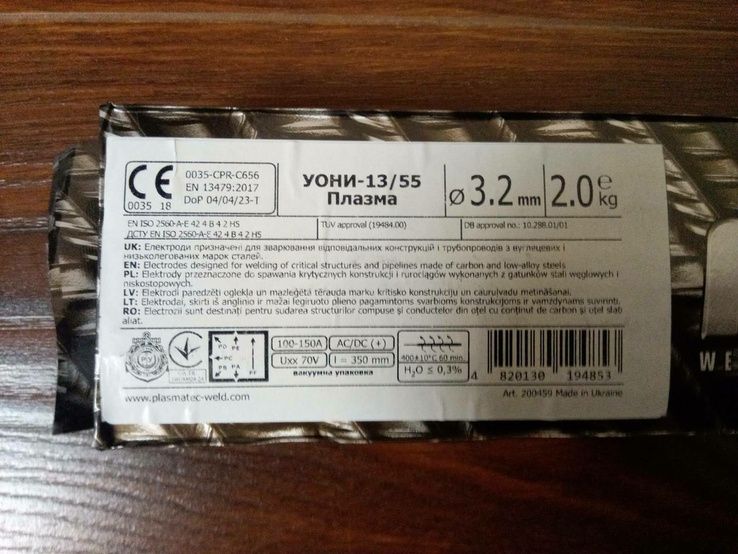 CE
0035 18
0035-CPR-C656
EN 13479:2017
DoP 04/04/23-T
УОНИ-13/55
Плазма
ø 3.2 mm
2.0 e kg
EN ISO 2560-A-E 42 4 B 4 2 H5
ДСТУ EN ISO 2560-A-E 42 4 B 4 2 H5
TÜV approval (19484.00)
DB approval no.: 10.288.01/01
UK: Електроди призначені для зварювання відповідальних конструкцій і трубопроводів з вуглецевих і
низьколегованих марок сталей.
EN: Electrodes designed for welding of critical structures and pipelines made of carbon and low-alloy steels
PL: Elektrody przeznaczone do spawania krytycznych konstrukcji i rurociągów wykonanych z gatunków stali węglowych i
niskostopowych.
LV: Elektrodi paredzēti oglekļa un mazleģētā tērauda marku kritisko konstrukciju un cauruļvadu metināšanai.
LT: Elektrodai, skirti iš anglinio ir mažai legiruoto plieno pagamintoms svarbioms konstrukcijoms ir vamzdynams suvirinti.
RO: Electrozii sunt destinați pentru sudarea structurilor compuse și conductelor din oțel cu conținut de carbon și oțel slab
aliat.
РУ
PD PE
PC
PB PA PF
100-150A
AC/DC (+)
Uxx 70V
l = 350 mm
вакуумна упаковка
400±10°C 60 min.
H₂O ≤ 0,3%
4 820130 194853
www.plasmatec-weld.com
Art. 200459 Made in Ukraine
W E